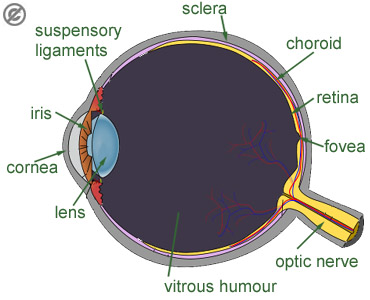 sclera
suspensory
ligaments
choroid
iris
retina
cornea
fovea
lens
optic nerve
vitrous humour